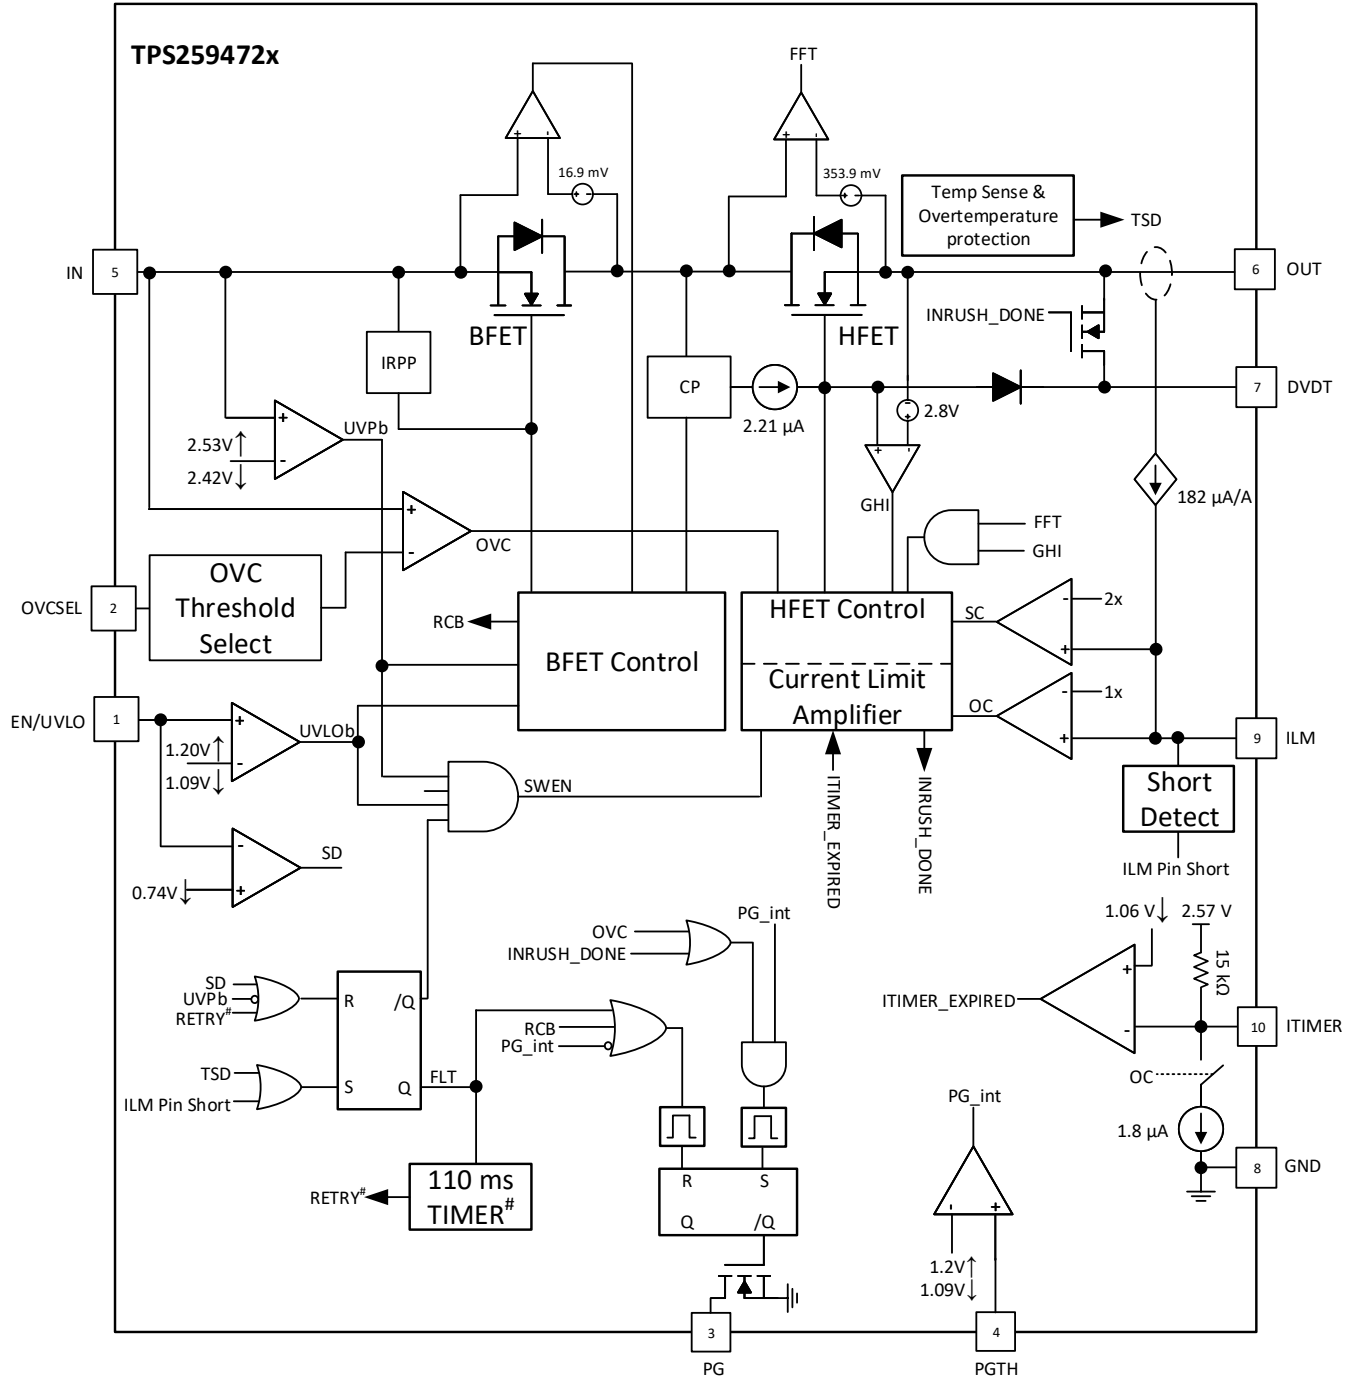 TPS259472x
FFT
16.9 mV
353.9 mV
+
-
+
-
+ -
+ -
Temp Sense &
Overtemperature
protection
TSD
IN
5
6
OUT
BFET
HFET
INRUSH_DONE
IRPP
CP
2.21 µA
2.8V
-
+
7
DVDT
+
-
2.53V↑
2.42V↓
UVPb
+
-
GHI
182 µA/A
+
-
OVC
FFT
GHI
OVCSEL
2
OVC
Threshold
Select
RCB
BFET Control
HFET Control
Current Limit
Amplifier
SC
-
2x
+
OC
-
1x
+
EN/UVLO
1
+
-
1.20V↑
1.09V↓
UVLOb
9
ILM
SWEN
ITIMER_EXPIRED
INRUSH_DONE
Short
Detect
ILM Pin Short
-
+
0.74V↓
SD
PG_int
OVC
INRUSH_DONE
1.06 V↓
2.57 V
15 kΩ
+
-
ITIMER_EXPIRED
10
ITIMER
SD
UVPb
RETRY#
R
/Q
S
Q
TSD
ILM Pin Short
FLT
RCB
PG_int
OC
1.8 µA
8
GND
PG_int
110 ms
TIMER#
RETRY#
R
S
Q
/Q
-
+
1.2V↑
1.09V↓
3
PG
4
PGTH